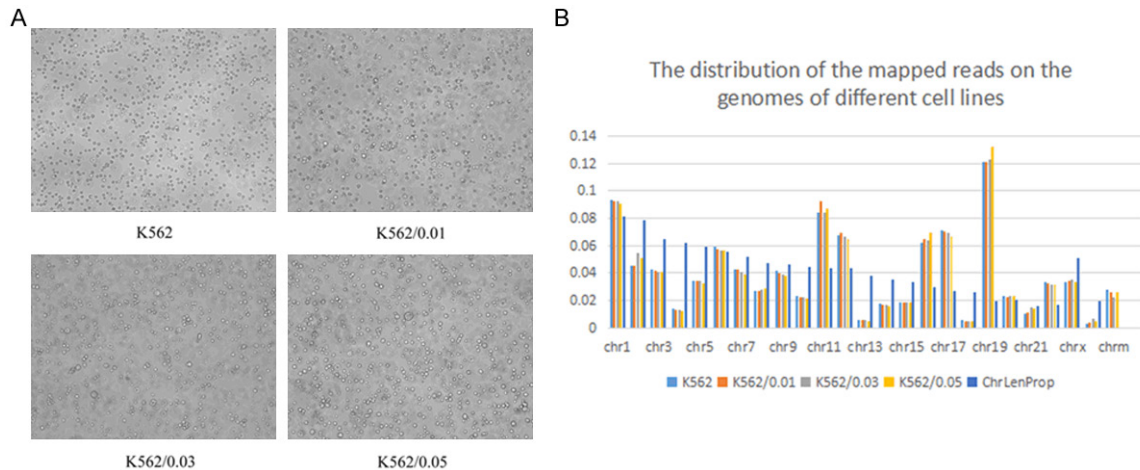 A
B
K562
K562/0.01
K562/0.03
K562/0.05
The distribution of the mapped reads on the
genomes of different cell lines
0.14
0.12
0.1
0.08
0.06
0.04
0.02
0
chr1 chr3 chr5 chr7 chr9 chr11 chr13 chr15 chr17 chr19 chr21 chrx chrm
K562 K562/0.01 K562/0.03 K562/0.05 ChrLenProp